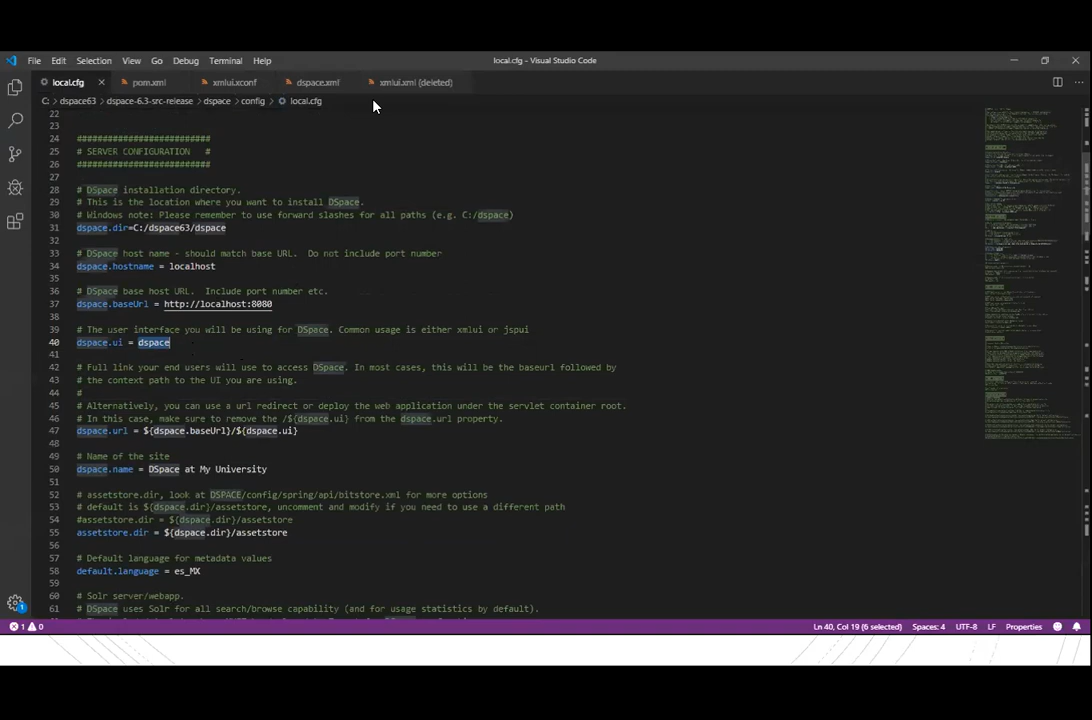 File Edit Selection View Go Debug Terminal Help
local.cfg - Visual Studio Code
local.cfg pom.xml xmlui.xconf dspace.xml xmlui.xml (deleted)
C: > dspace63 > dspace-6.3-src-release > dspace > config > local.cfg
22
23
24 ##########################
25 # SERVER CONFIGURATION #
26 ##########################
27
28 # DSpace installation directory.
29 # This is the location where you want to install DSpace.
30 # Windows note: Please remember to use forward slashes for all paths (e.g. C:/dspace)
31 dspace.dir=C:/dspace63/dspace
32
33 # DSpace host name - should match base URL. Do not include port number
34 dspace.hostname = localhost
35
36 # DSpace base host URL. Include port number etc.
37 dspace.baseUrl = http://localhost:8080
38
39 # The user interface you will be using for DSpace. Common usage is either xmlui or jspui
40 dspace.ui = dspace
41
42 # Full link your end users will use to access DSpace. In most cases, this will be the baseurl followed by
43 # the context path to the UI you are using.
44 #
45 # Alternatively, you can use a url redirect or deploy the web application under the servlet container root.
46 # In this case, make sure to remove the /${dspace.ui} from the dspace.url property.
47 dspace.url = ${dspace.baseUrl}/${dspace.ui}
48
49 # Name of the site
50 dspace.name = DSpace at My University
51
52 # assetstore.dir, look at DSPACE/config/spring/api/bitstore.xml for more options
53 # default is ${dspace.dir}/assetstore, uncomment and modify if you need to use a different path
54 #assetstore.dir = ${dspace.dir}/assetstore
55 assetstore.dir = ${dspace.dir}/assetstore
56
57 # Default language for metadata values
58 default.language = es_MX
59
60 # Solr server/webapp.
61 # DSpace uses Solr for all search/browse capability (and for usage statistics by default).
1 0
Ln 40, Col 19 (6 selected) Spaces: 4 UTF-8 LF Properties
1